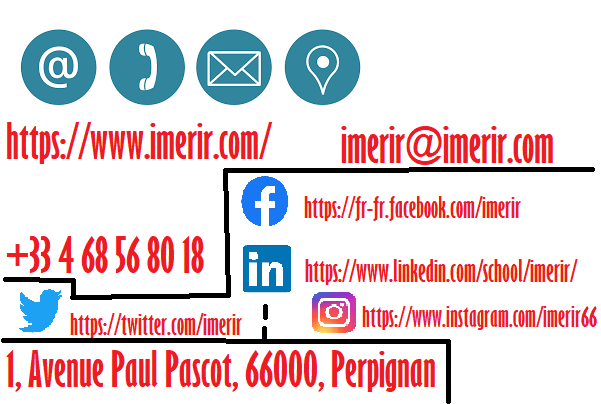 @
https://www.imerir.com/
imerir@imerir.com
https://fr-fr.facebook.com/imerir
+33 4 68 56 80 18
in
https://www.linkedin.com/school/imerir/
https://twitter.com/imerir
https://www.instagram.com/imerir66
1, Avenue Paul Pascot, 66000, Perpignan